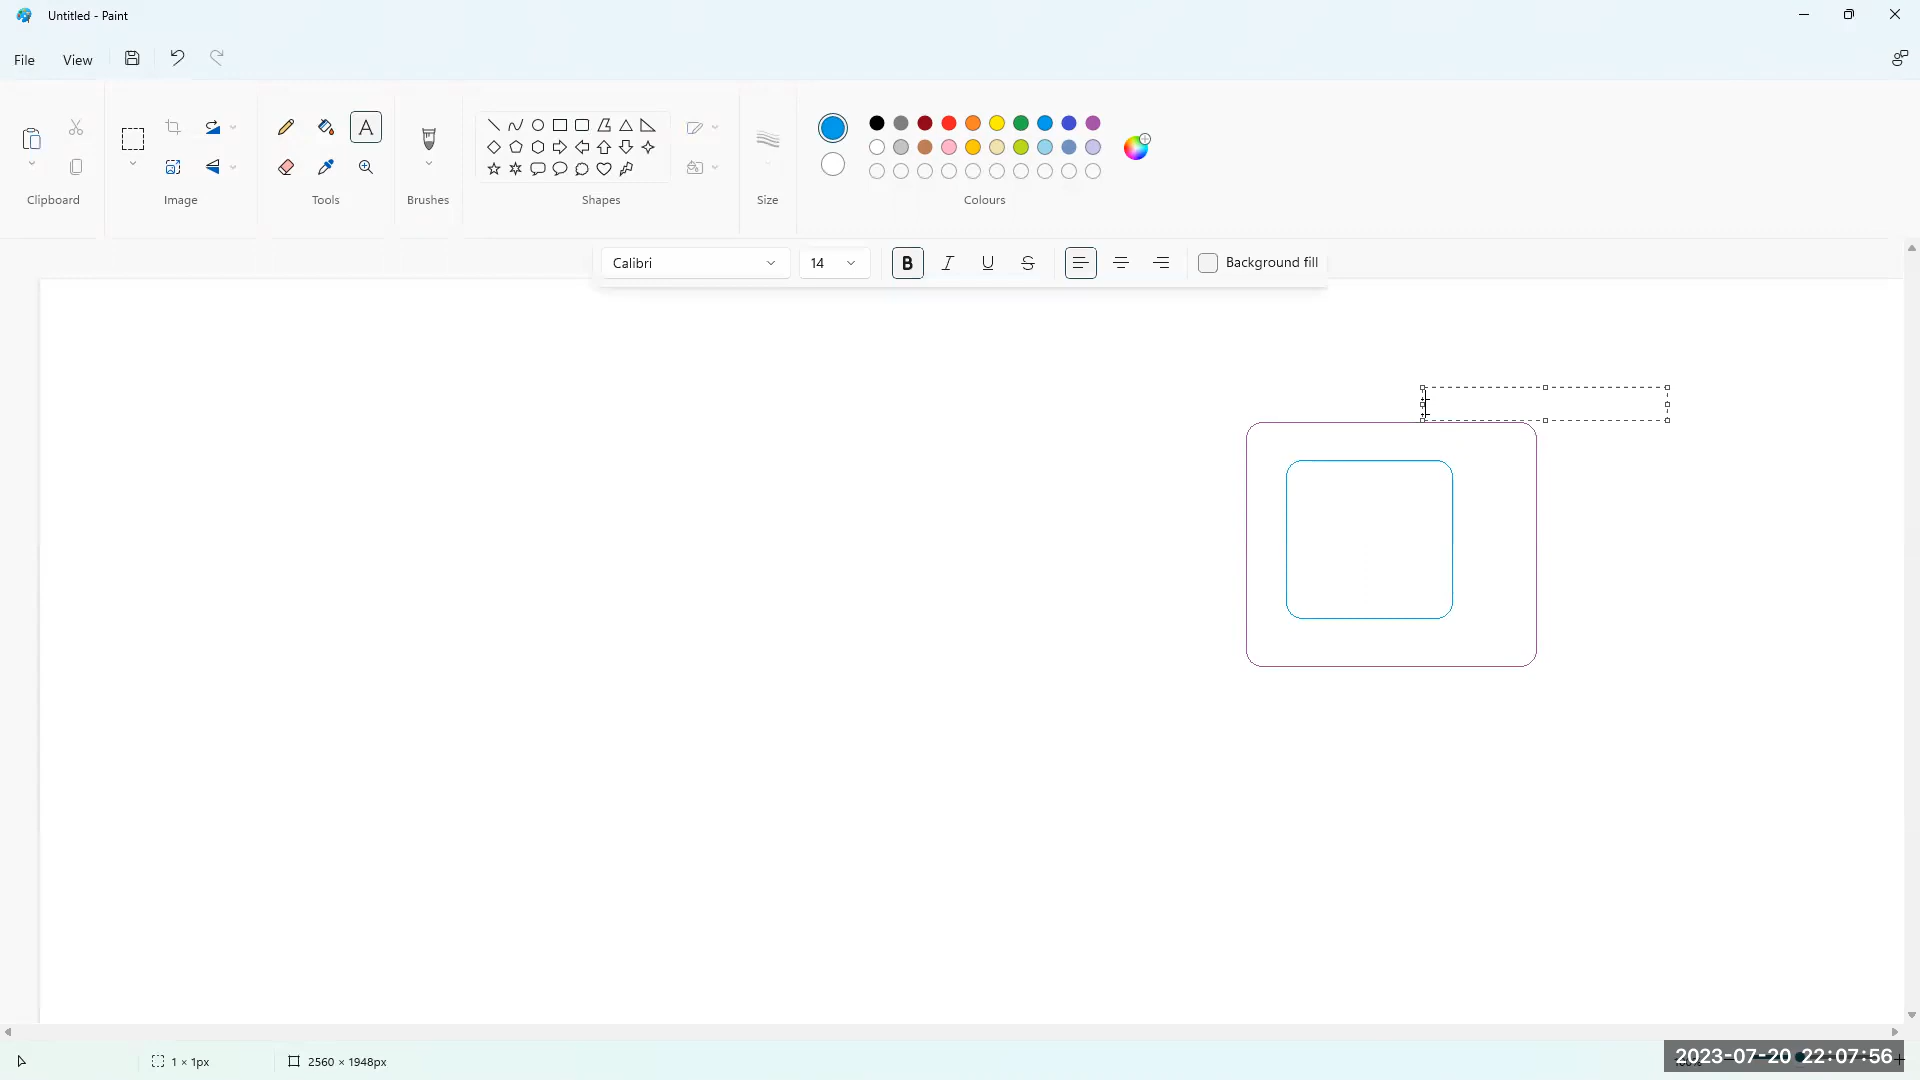 Untitled - Paint
File
View
Clipboard
Image
Tools
Brushes
Shapes
Size
Colours
Calibri
14
B
I
U
S
Background fill
1 × 1px
2560 × 1948px
2023-07-20 22:07:56